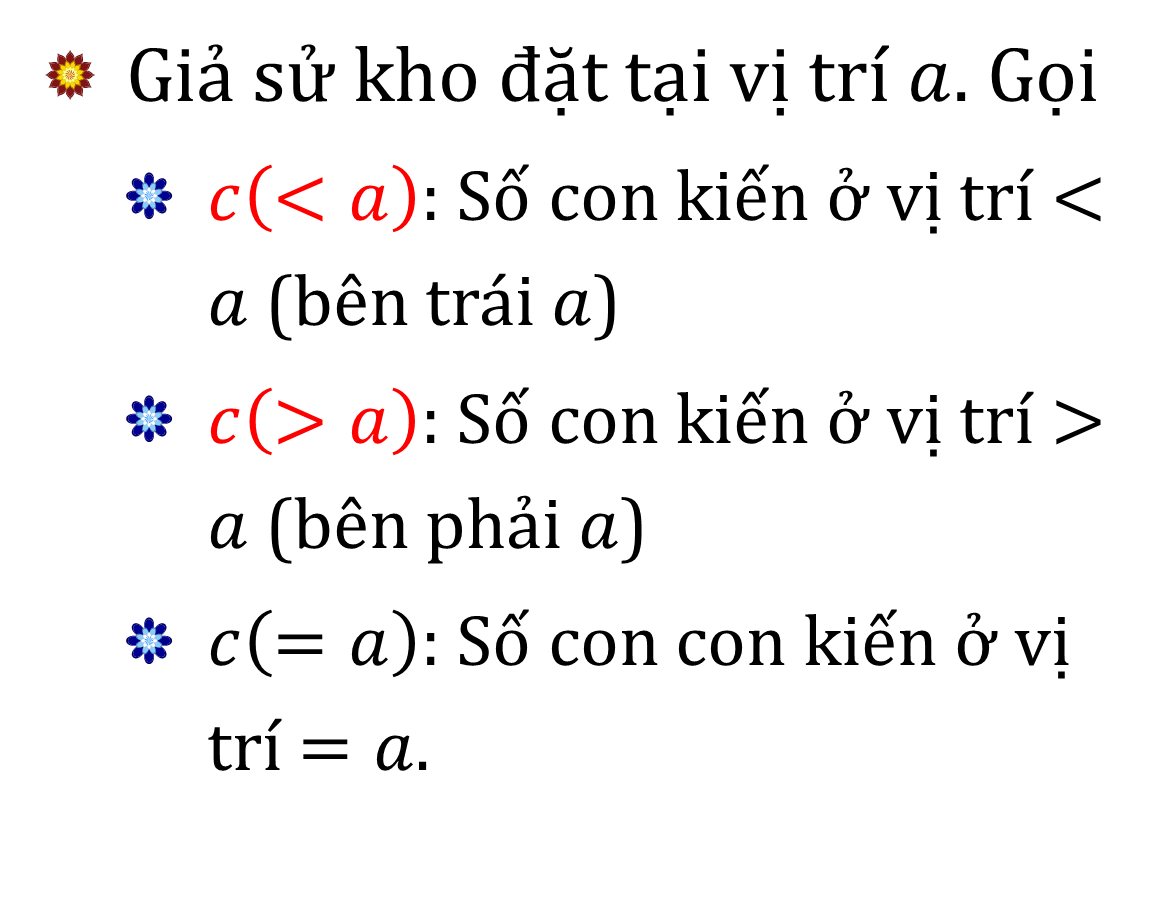 Giả sử kho đặt tại vị trí a. Gọi
c(< a): Số con kiến ở vị trí <
a (bên trái a)
c(> a): Số con kiến ở vị trí >
a (bên phải a)
c(= a): Số con con kiến ở vị
trí = a.